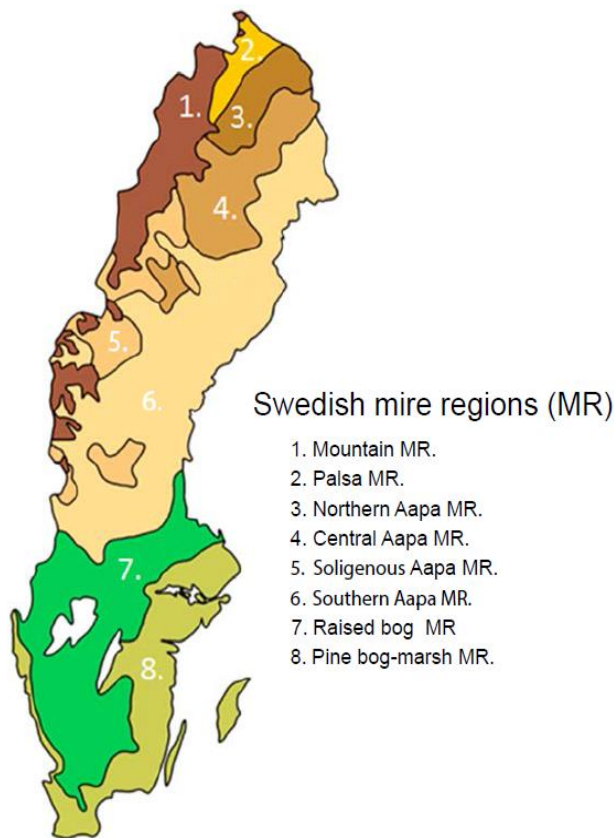 2.
1.
3.
4.
5.
6.
Swedish mire regions (MR)
1. Mountain MR.
2. Palsa MR.
3. Northern Aapa MR.
4. Central Aapa MR.
5. Soligenous Aapa MR.
6. Southern Aapa MR.
7. Raised bog MR
8. Pine bog-marsh MR.
7.
8.